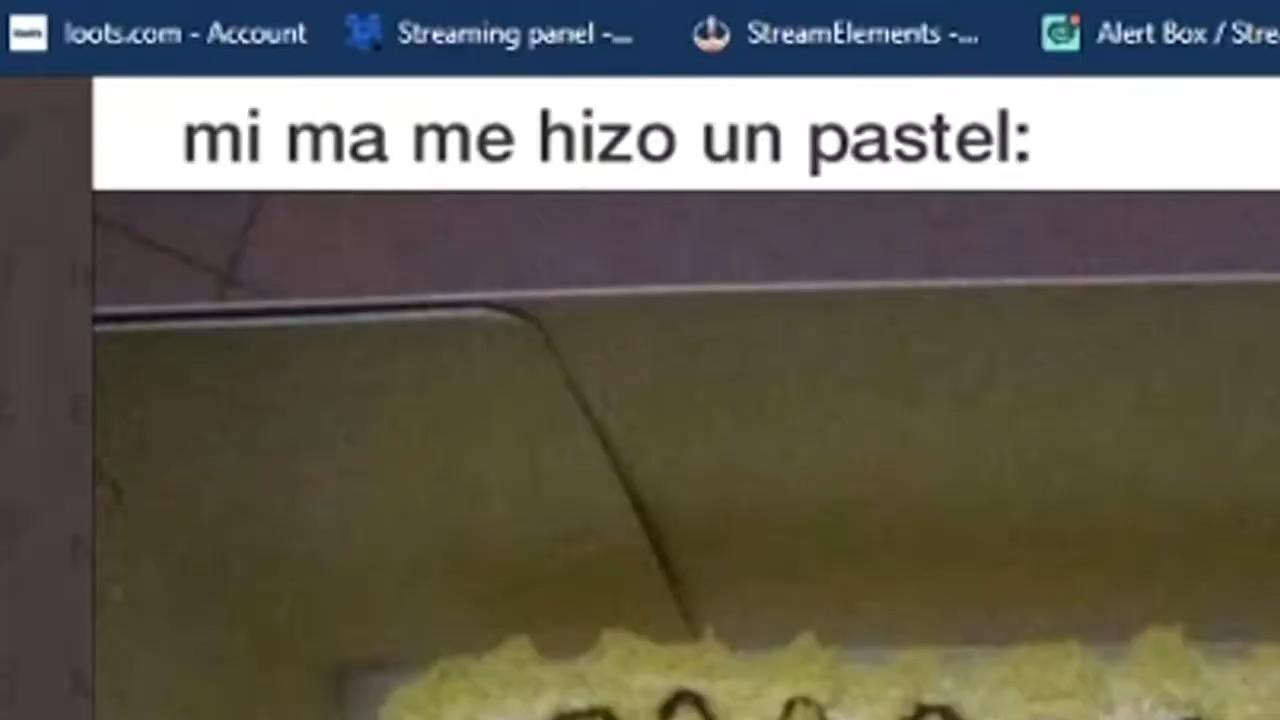 loots.com - Account
Streaming panel -...
StreamElements -...
Alert Box / Stre
mi ma me hizo un pastel: